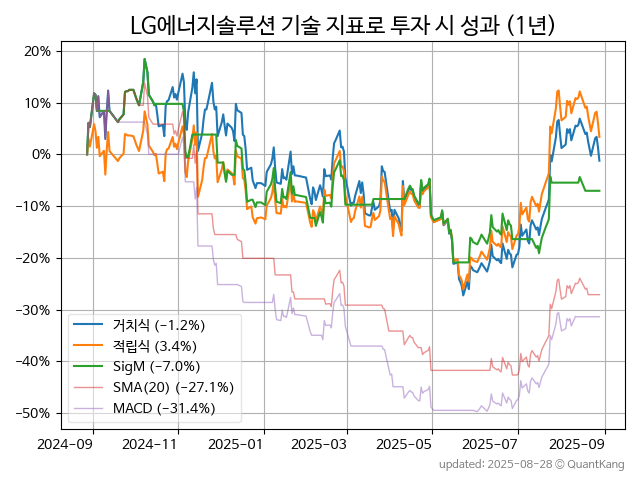 LG에너지솔루션 기술 지표로 투자 시 성과 (1년)
20%
10%
0%
−10%
−20%
−30%
−40%
−50%
거치식 (−1.2%)
적립식 (3.4%)
SigM (−7.0%)
SMA(20) (−27.1%)
MACD (−31.4%)
2024-09 2024-11 2025-01 2025-03 2025-05 2025-07 2025-09
updated: 2025-08-28 © QuantKang